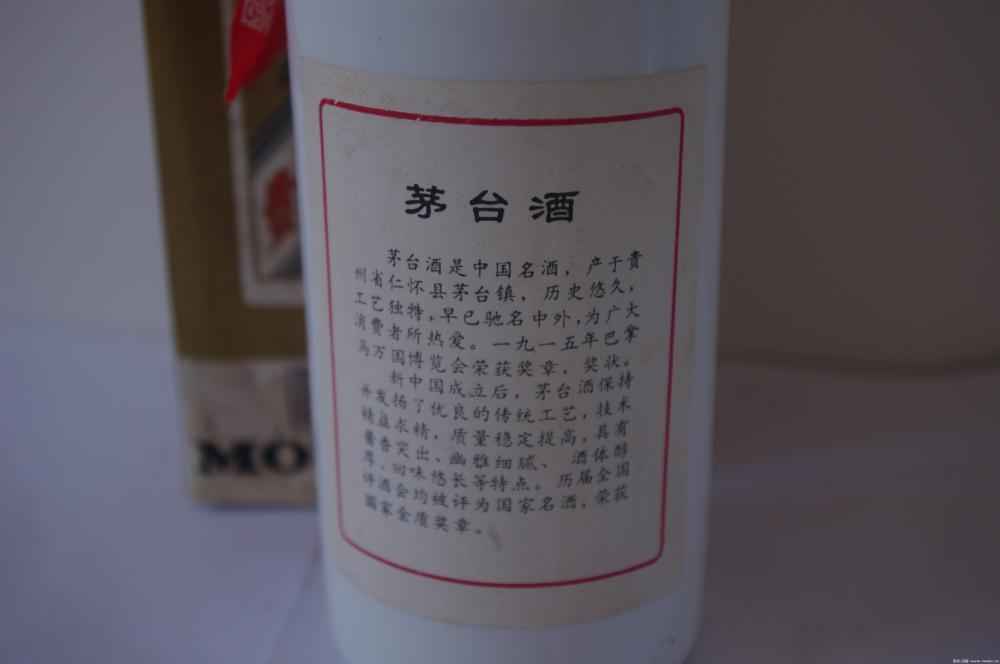 茅台酒
茅台酒是中国名酒，产于贵
州省仁怀县茅台镇，历史悠久，
工艺独特，早已驰名中外，为广大
消费者所热爱。一九一五年巴拿
马万国博览会荣获奖章、奖状。
新中国成立后，茅台酒保持
并发扬了优良的传统工艺，技术
精益求精，质量稳定提高，具有
酱香突出、幽雅细腻、酒体醇
厚、回味悠长等特点。历届全国
评酒会均被评为国家名酒，荣获
国家金质奖章。
MO